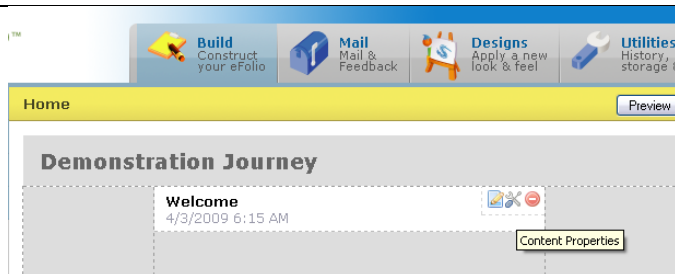 ™
Build
Construct
your eFolio
Mail
Mail &
Feedback
Designs
Apply a new
look & feel
Utilities
History,
storage &
Home
Preview
Demonstration Journey
Welcome
4/3/2009 6:15 AM
Content Properties